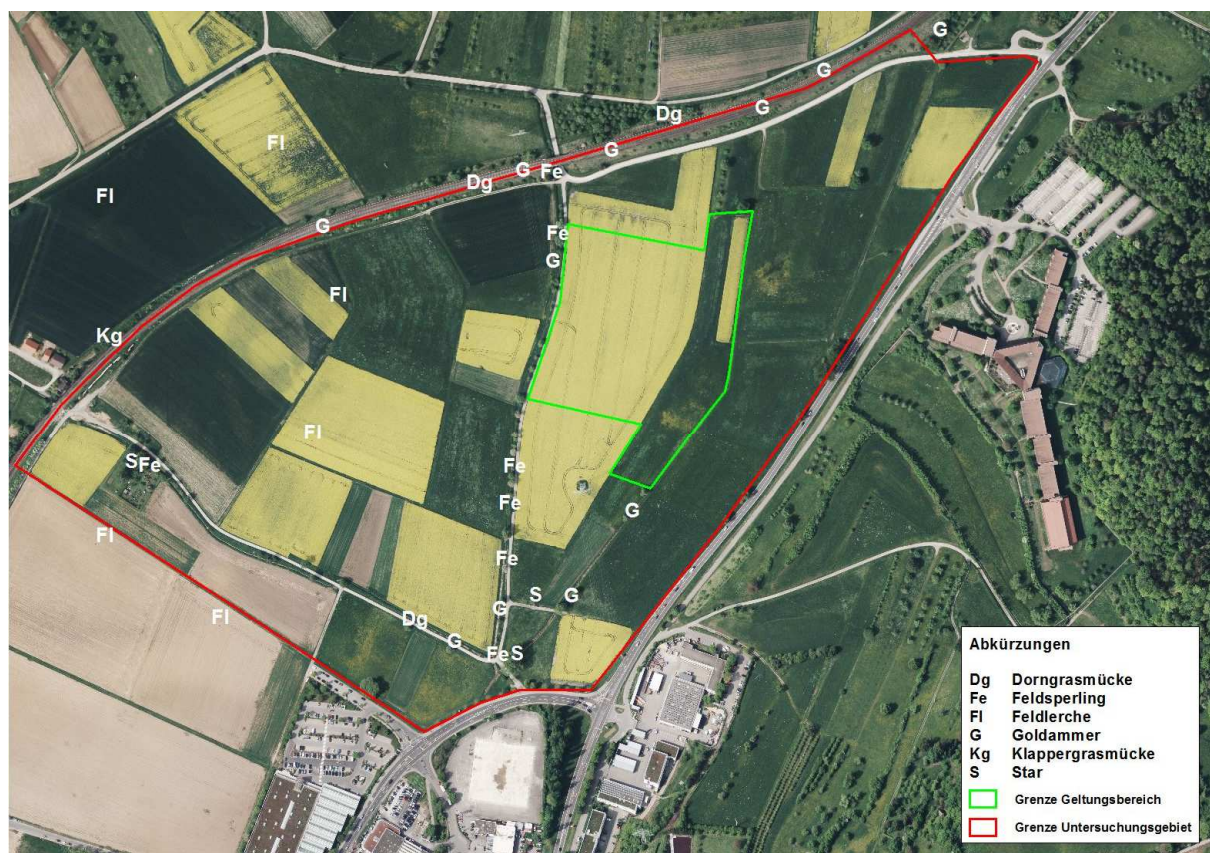 G
G
G
Dg
G
Fl
G
Fe
Dg
Fl
G
Fe
G
Fl
Kg
Fl
S
Fe
Fe
Fe
G
Fl
Fe
S
G
G
Fl
Dg
G
Fe
S
Abkürzungen
Dg Dorngrasmücke
Fe Feldsperling
Fl Feldlerche
G Goldammer
Kg Klappergrasmücke
S Star
Grenze Geltungsbereich
Grenze Untersuchungsgebiet